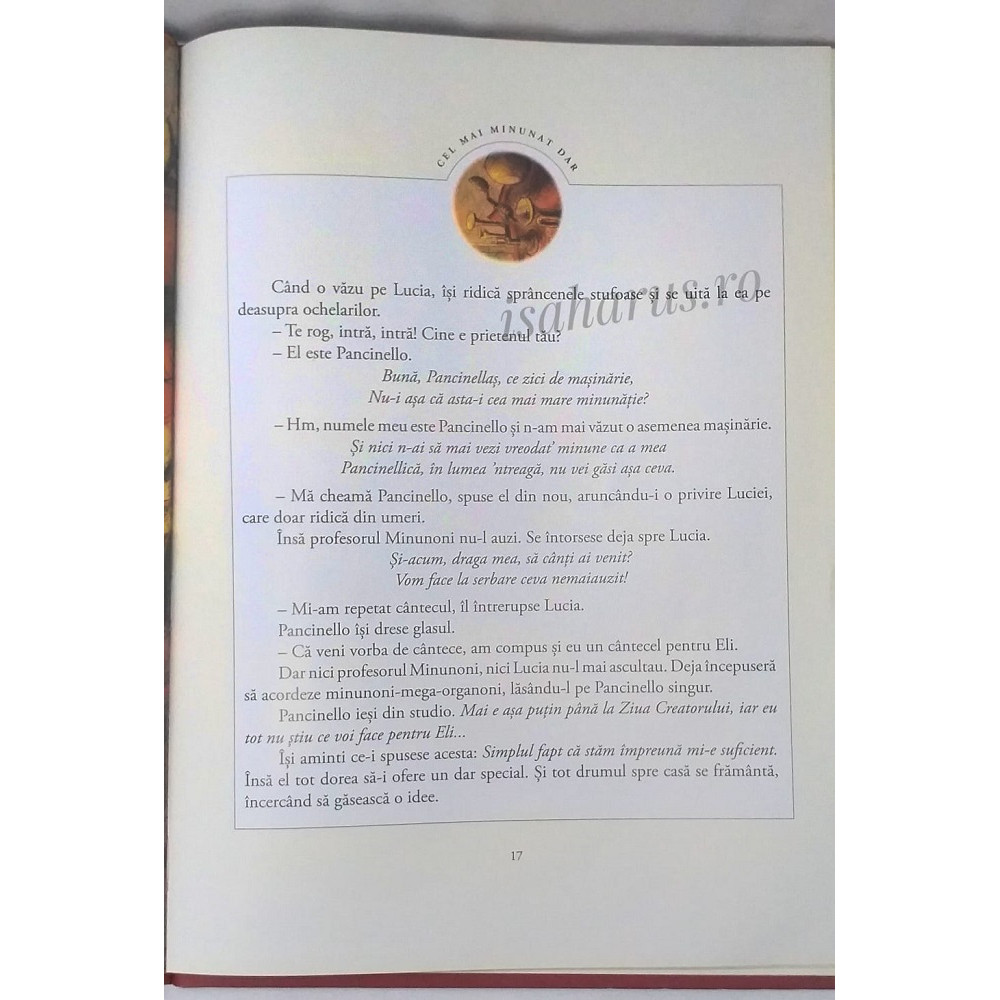 CEL MAI MINUNAT DAR
Când o văzu pe Lucia, își ridică sprâncenele stufoase și se uită la ea pe
deasupra ochelarilor.
isaharus.ro
– Te rog, intră, intră! Cine e prietenul tău?
– El este Pancinello.
Bună, Pancinellaș, ce zici de mașinărie,
Nu-i așa că asta-i cea mai mare minunăție?
– Hm, numele meu este Pancinello și n-am mai văzut o asemenea mașinărie.
Și nici n-ai să mai vezi vreodat’ minune ca a mea
Pancinellică, în lumea ’ntreagă, nu vei găsi așa ceva.
– Mă cheamă Pancinello, spuse el din nou, aruncându-i o privire Luciei,
care doar ridică din umeri.
Însă profesorul Minunoni nu-l auzi. Se întorsese deja spre Lucia.
Și-acum, draga mea, să cânți ai venit?
Vom face la serbare ceva nemaiauzit!
– Mi-am repetat cântecul, îl întrerupse Lucia.
Pancinello își drese glasul.
– Că veni vorba de cântece, am compus și eu un cântecel pentru Eli.
Dar nici profesorul Minunoni, nici Lucia nu-l mai ascultau. Deja începuseră
să acordeze minunoni-mega-organoni, lăsându-l pe Pancinello singur.
Pancinello ieși din studio. Mai e așa puțin până la Ziua Creatorului, iar eu
tot nu știu ce voi face pentru Eli...
Își aminti ce-i spusese acesta: Simplul fapt că stăm împreună mi-e suficient.
Însă el tot dorea să-i ofere un dar special. Și tot drumul spre casă se frământă,
încercând să găsească o idee.
17